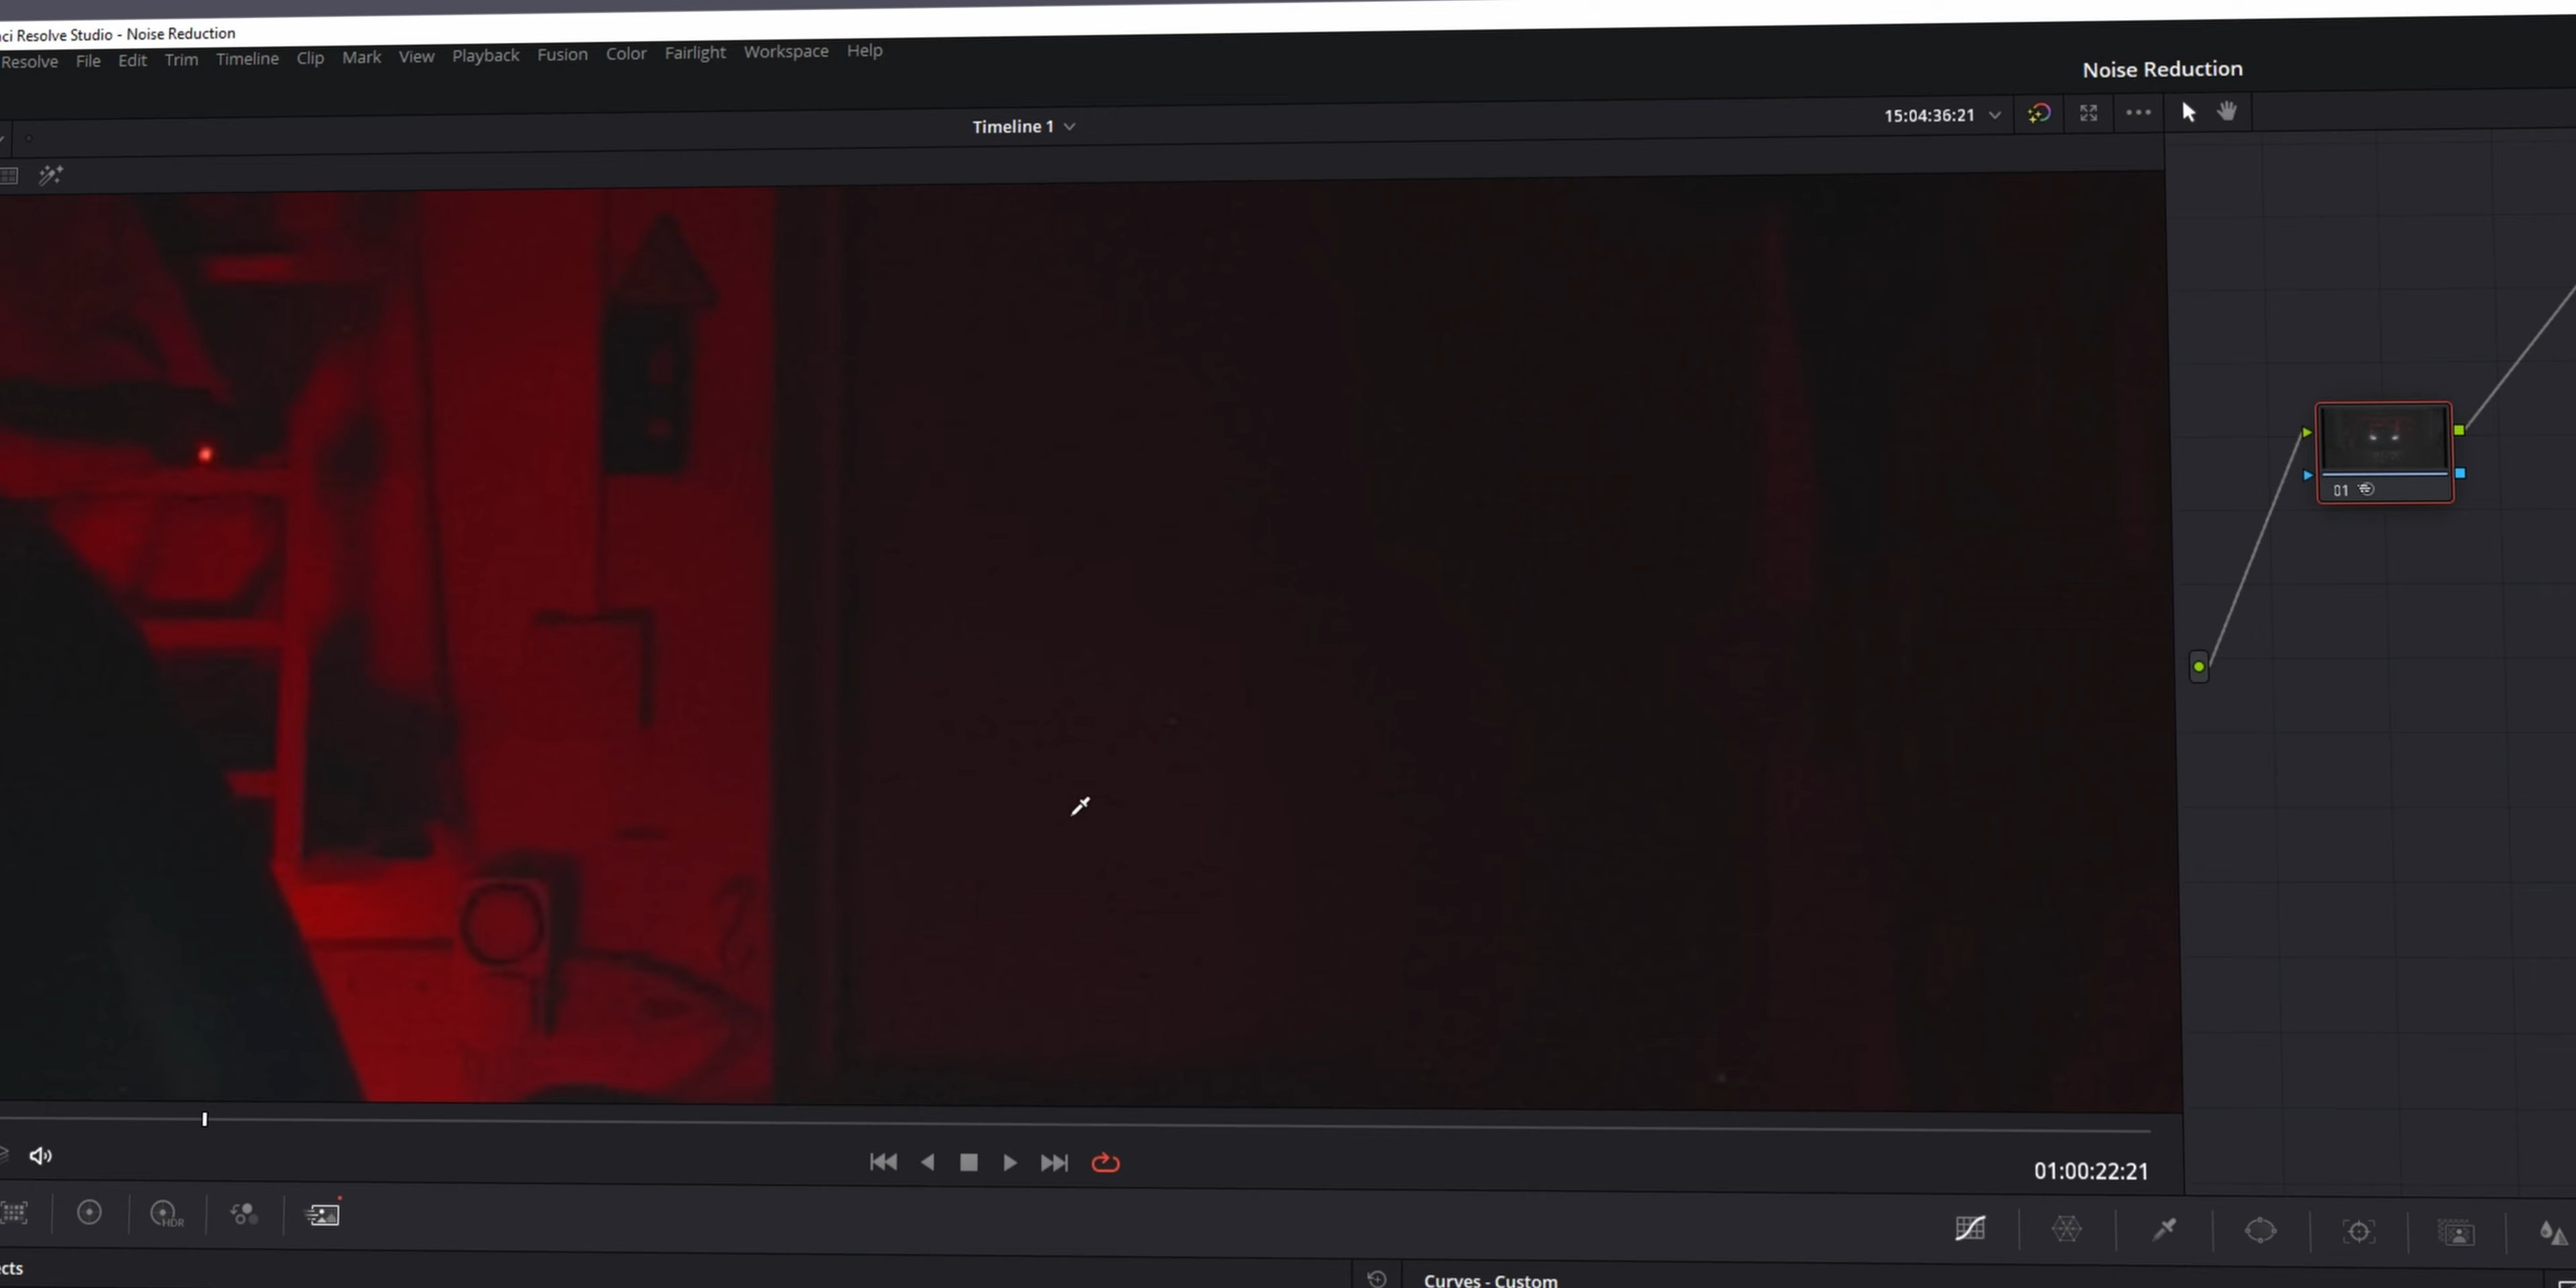 ci Resolve Studio - Noise Reduction
Resolve File Edit Trim Timeline Clip Mark View Playback Fusion Color Fairlight Workspace Help
Noise Reduction
Timeline 1
15:04:36:21
01
01:00:22:21
HDR
cts
Curves - Custom